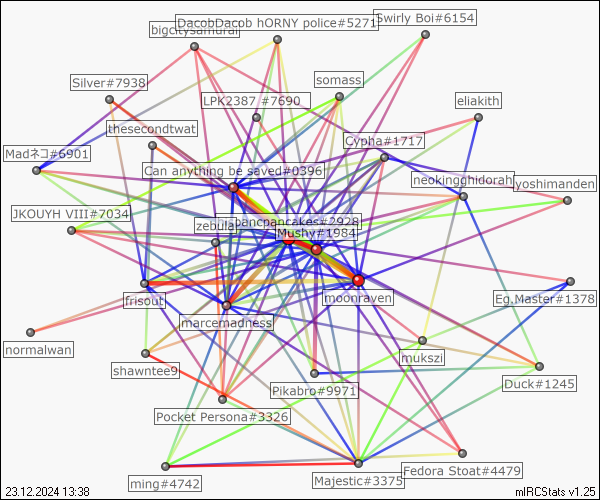 DacobDacob hORNY police#5271
Swirly Boi#6154
bigcitysamurai
Silver#7938
somass
LPK2387 #7690
eliakith
thesecondtwat
Cypha#1717
Madネコ#6901
Can anything be saved#0396
neokinghidorah
yoshimanden
JKOUYH VIII#7034
zebula
pancpancakes#2928
Mushy#1984
frisout
moonraven
Eg.Master#1378
marcemadness
normalwan
mukszi
shawntee9
Pikabro#9971
Duck#1245
Pocket Persona#3326
Fedora Stoat#4479
ming#4742
Majestic#3375
23.12.2024 13:38
mIRCStats v1.25